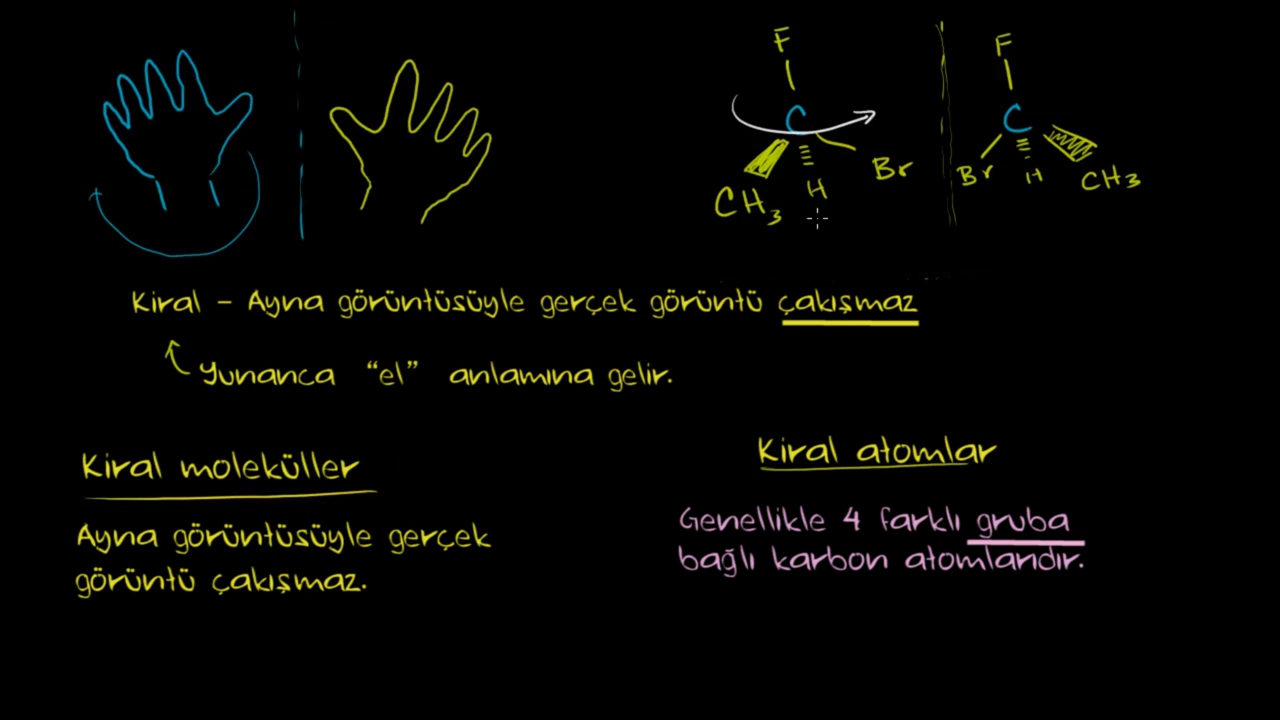 F
C
CH3
H
Br
F
C
Br
H
CH3
Kiral - Ayna görüntüsüyle gerçek görüntü çakışmaz
Yunanca "el" anlamına gelir.
Kiral moleküller
Ayna görüntüsüyle gerçek
görüntü çakışmaz.
Kiral atomlar
Genellikle 4 farklı gruba
bağlı karbon atomlarıdır.